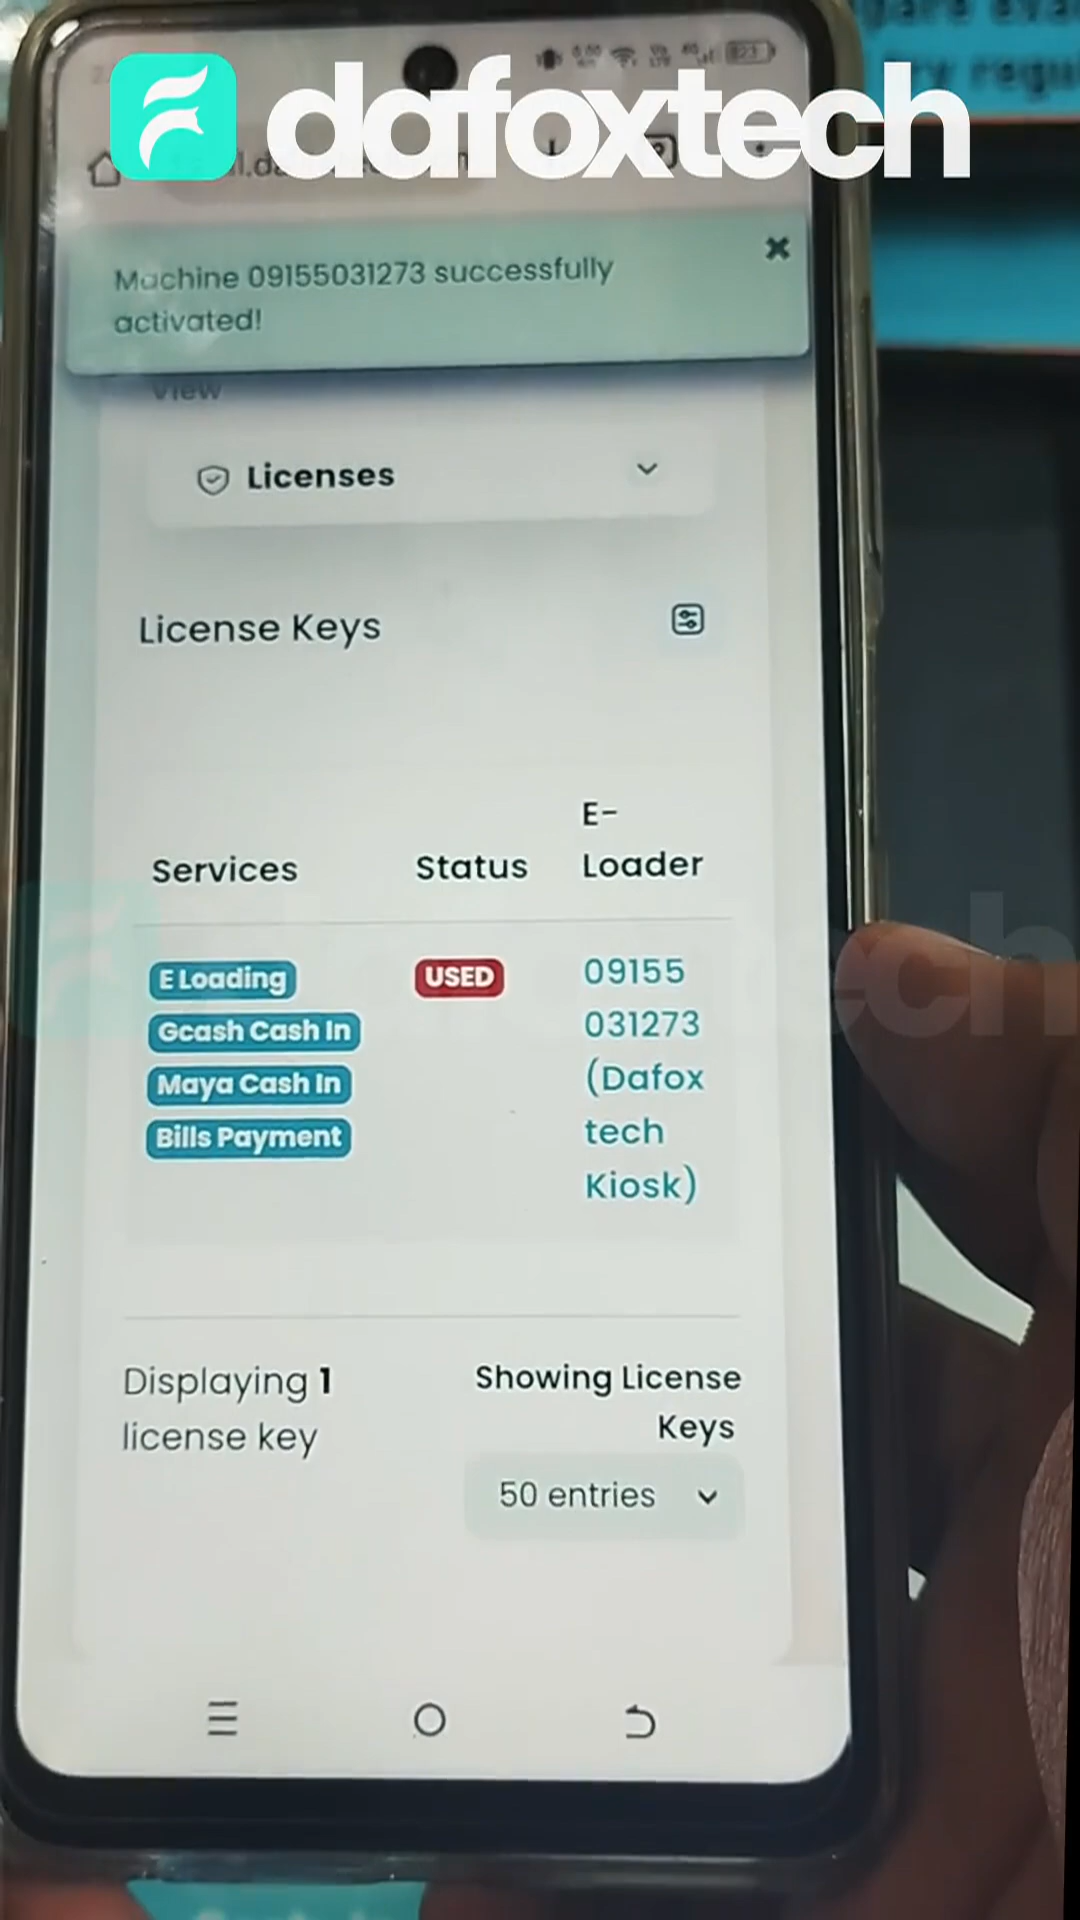 dafoxtech
Machine 09155031273 successfully
activated!
View
Licenses
License Keys
Services
Status
E-
Loader
E Loading
Gcash Cash In
Maya Cash In
Bills Payment
USED
09155
031273
(Dafox
tech
Kiosk)
Displaying 1
license key
Showing License
Keys
50 entries